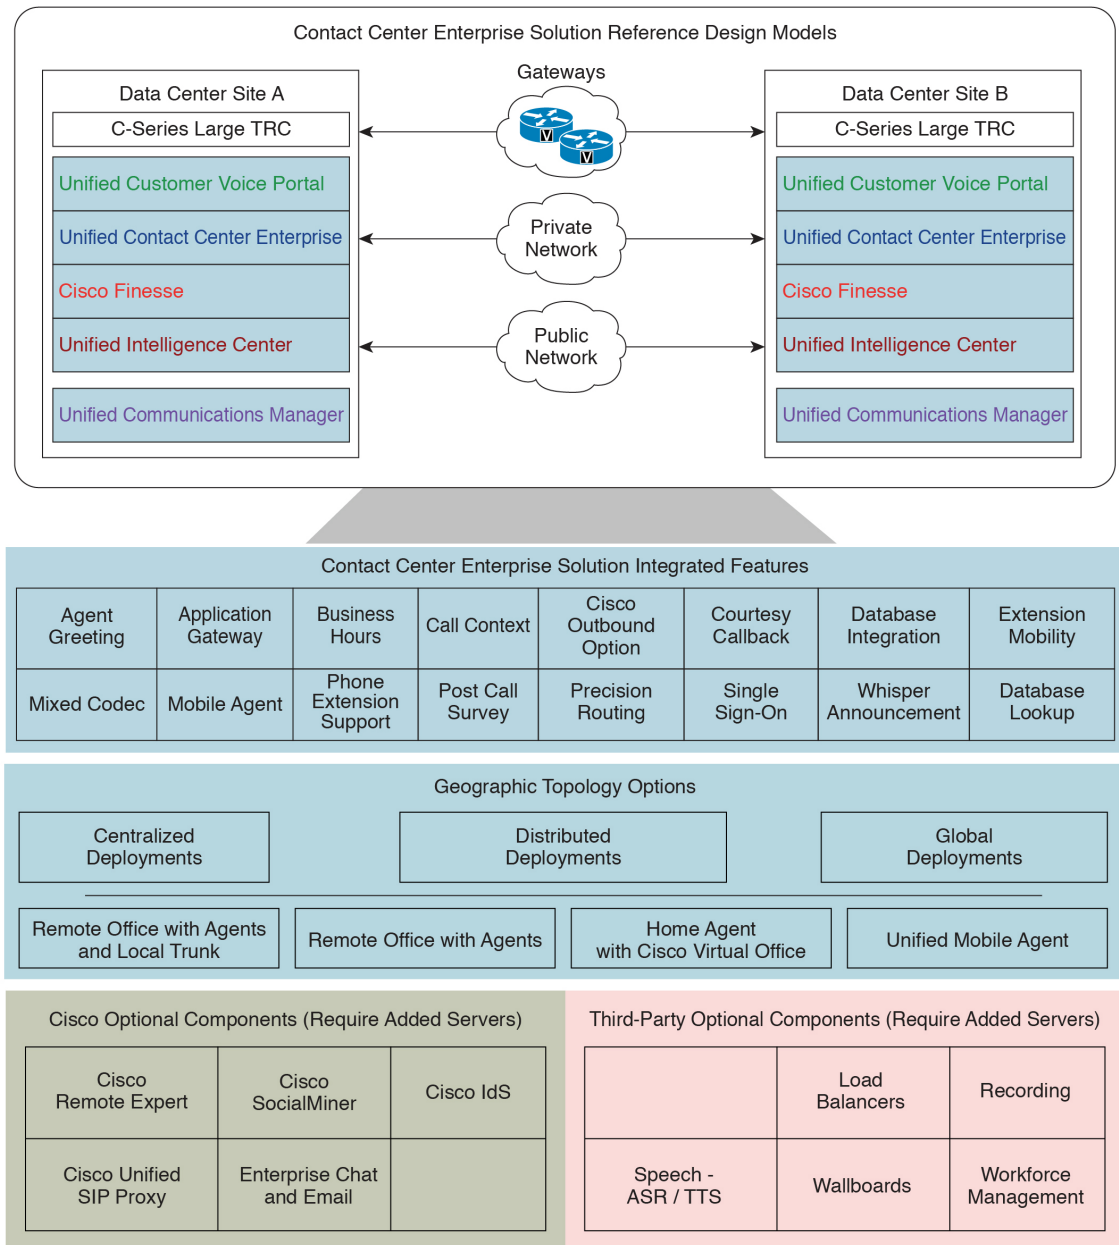 Contact Center Enterprise Solution Reference Design Models
Gateways
Data Center Site A
C-Series Large TRC
Unified Customer Voice Portal
Unified Contact Center Enterprise
Cisco Finesse
Unified Intelligence Center
Unified Communications Manager
V
V
Private
Network
Public
Network
Data Center Site B
C-Series Large TRC
Unified Customer Voice Portal
Unified Contact Center Enterprise
Cisco Finesse
Unified Intelligence Center
Unified Communications Manager
Contact Center Enterprise Solution Integrated Features
Agent
Greeting
Application
Gateway
Business
Hours
Call Context
Cisco
Outbound
Option
Courtesy
Callback
Database
Integration
Extension
Mobility
Mixed Codec
Mobile Agent
Phone
Extension
Support
Post Call
Survey
Precision
Routing
Single
Sign-On
Whisper
Announcement
Database
Lookup
Geographic Topology Options
Centralized
Deployments
Distributed
Deployments
Global
Deployments
Remote Office with Agents
and Local Trunk
Remote Office with Agents
Home Agent
with Cisco Virtual Office
Unified Mobile Agent
Cisco Optional Components (Require Added Servers)
Cisco
Remote Expert
Cisco
SocialMiner
Cisco IdS
Cisco Unified
SIP Proxy
Enterprise Chat
and Email
Third-Party Optional Components (Require Added Servers)
Load
Balancers
Recording
Speech -
ASR / TTS
Wallboards
Workforce
Management